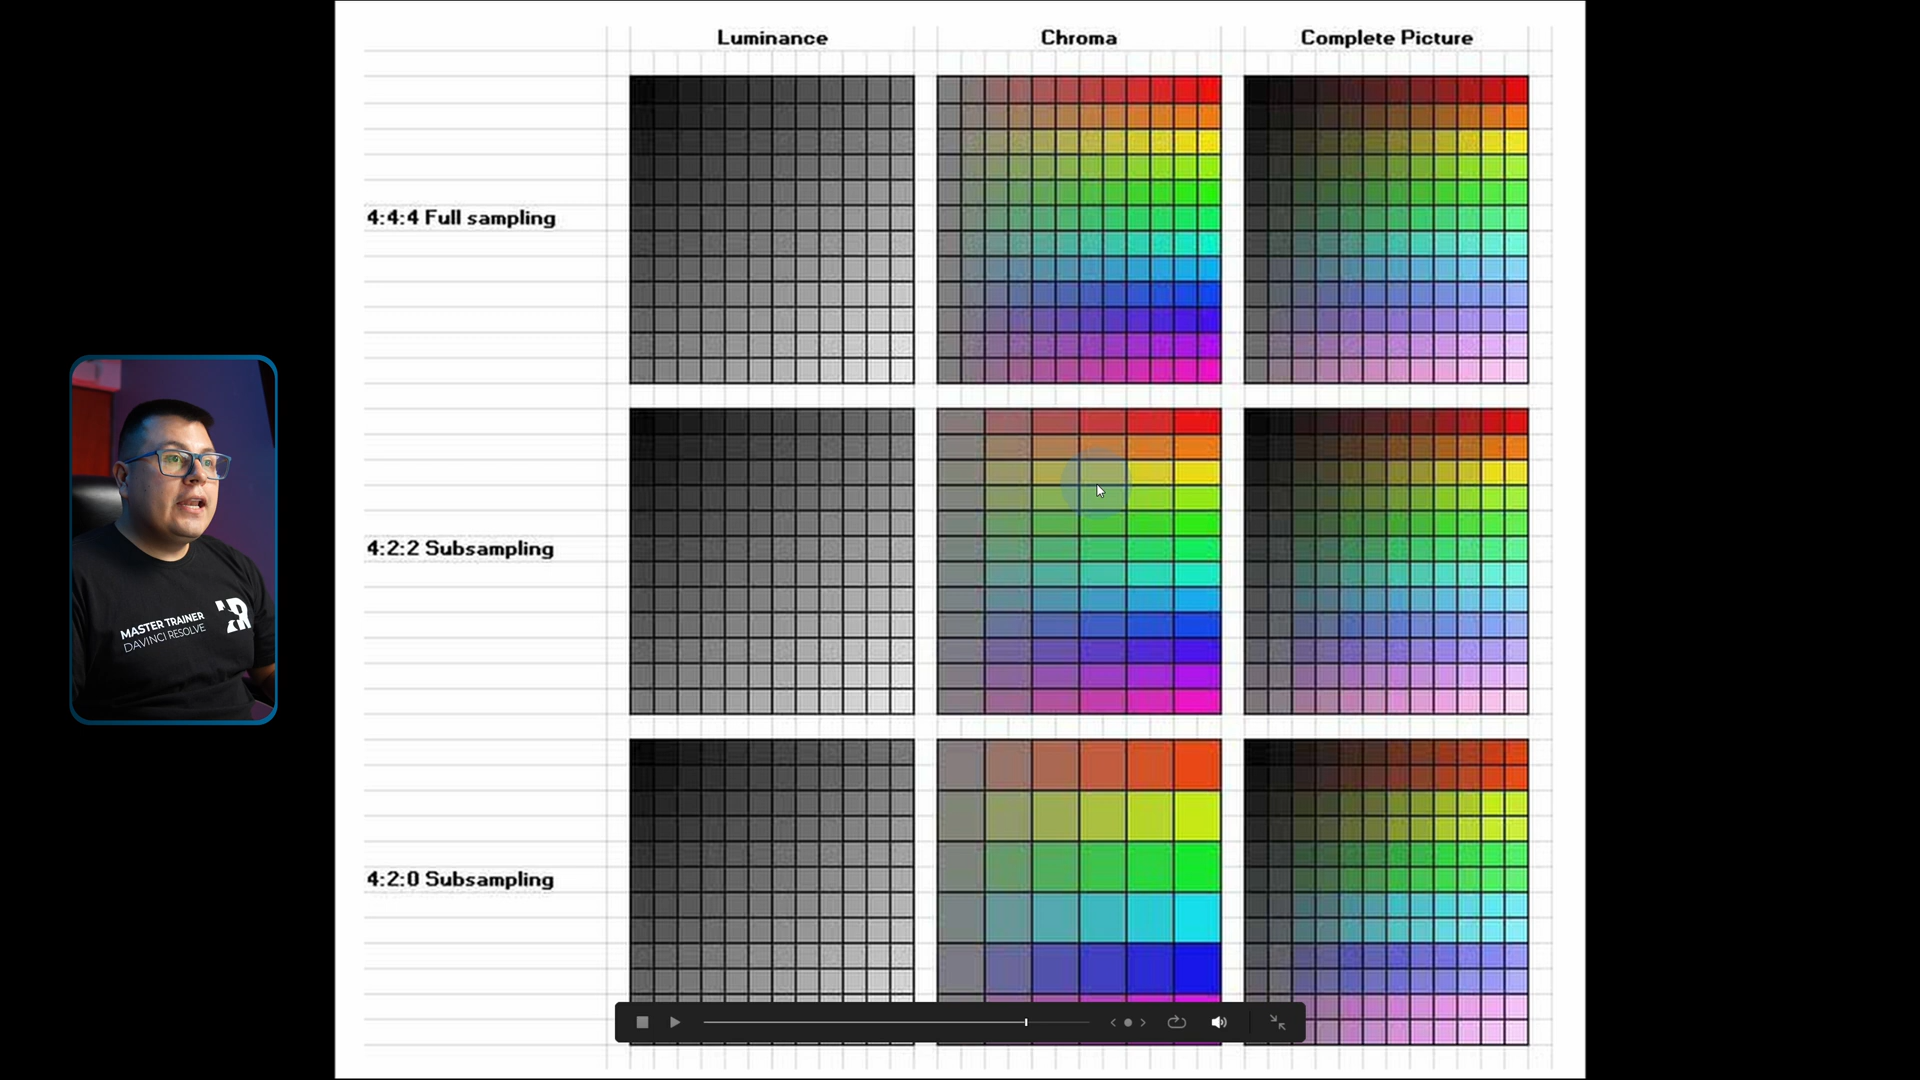 Luminance
Chroma
Complete Picture
4:4:4 Full sampling
4:2:2 Subsampling
4:2:0 Subsampling
MASTER TRAINER
DAVINCI RESOLVE